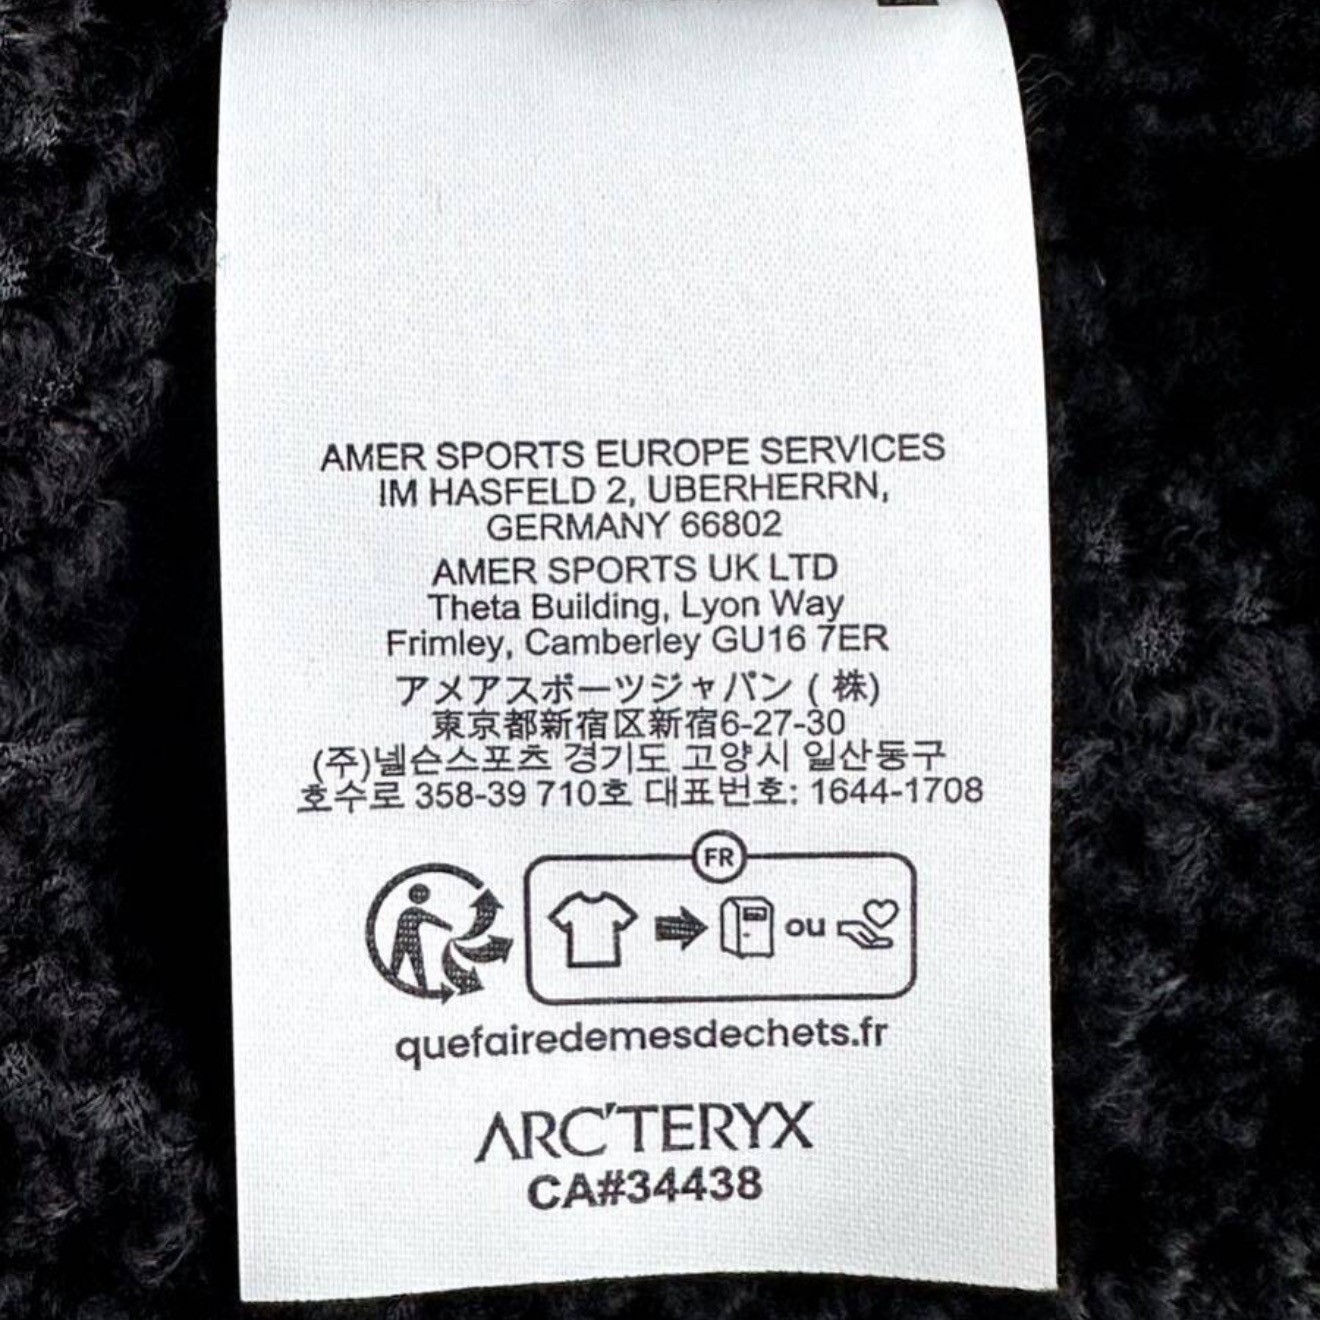 AMER SPORTS EUROPE SERVICES
IM HASFELD 2, UBERHERRN,
GERMANY 66802
AMER SPORTS UK LTD
Theta Building, Lyon Way
Frimley, Camberley GU16 7ER
アメアスポーツジャパン ( 株)
東京都新宿区新宿6-27-30
(주)넬슨스포츠 경기도 고양시 일산동구
호수로 358-39 710호 대표번호: 1644-1708
FR
ou
quefairedemesdechets.fr
ARC'TERYX
CA#34438